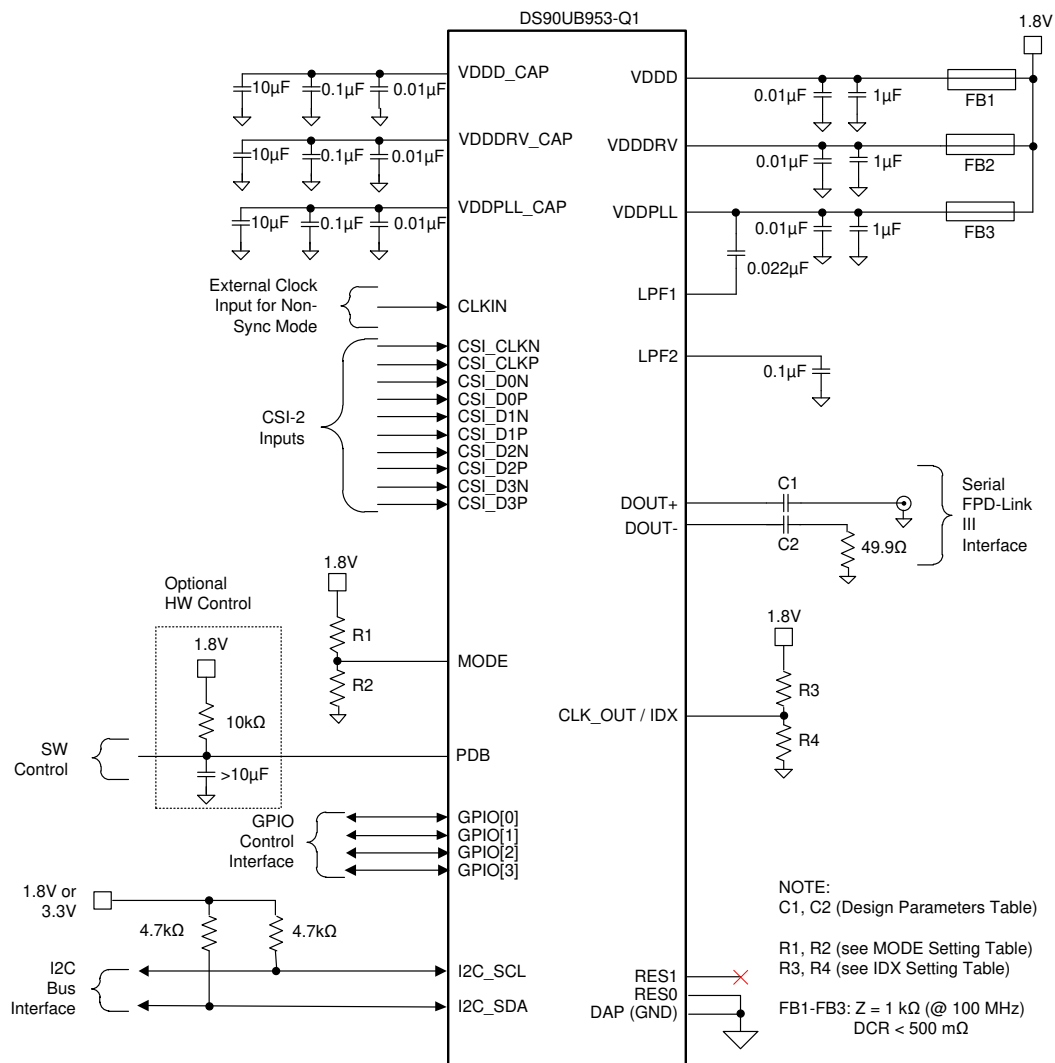 DS90UB953-Q1
1.8V
VDDD_CAP
10µF
0.1µF
0.01µF
VDDD
0.01µF
1µF
FB1
VDDDRV_CAP
10µF
0.1µF
0.01µF
VDDDRV
0.01µF
1µF
FB2
VDDPLL_CAP
10µF
0.1µF
0.01µF
VDDPLL
0.01µF
1µF
FB3
0.022µF
LPF1
External Clock
Input for Non-
Sync Mode
CLKIN
LPF2
0.1µF
CSI-2
Inputs
CSI_CLKN
CSI_CLKP
CSI_D0N
CSI_D0P
CSI_D1N
CSI_D1P
CSI_D2N
CSI_D2P
CSI_D3N
CSI_D3P
DOUT+
DOUT-
C1
C2
49.9Ω
Serial
FPD-Link
III
Interface
Optional
HW Control
1.8V
10kΩ
>10µF
1.8V
R1
R2
MODE
1.8V
R3
R4
CLK_OUT / IDX
SW
Control
PDB
GPIO
Control
Interface
GPIO[0]
GPIO[1]
GPIO[2]
GPIO[3]
1.8V or
3.3V
4.7kΩ
4.7kΩ
I2C
Bus
Interface
I2C_SCL
I2C_SDA
RES1
RES0
DAP (GND)
NOTE:
C1, C2 (Design Parameters Table)
R1, R2 (see MODE Setting Table)
R3, R4 (see IDX Setting Table)
FB1-FB3: Z = 1 kΩ (@ 100 MHz)
DCR < 500 mΩ